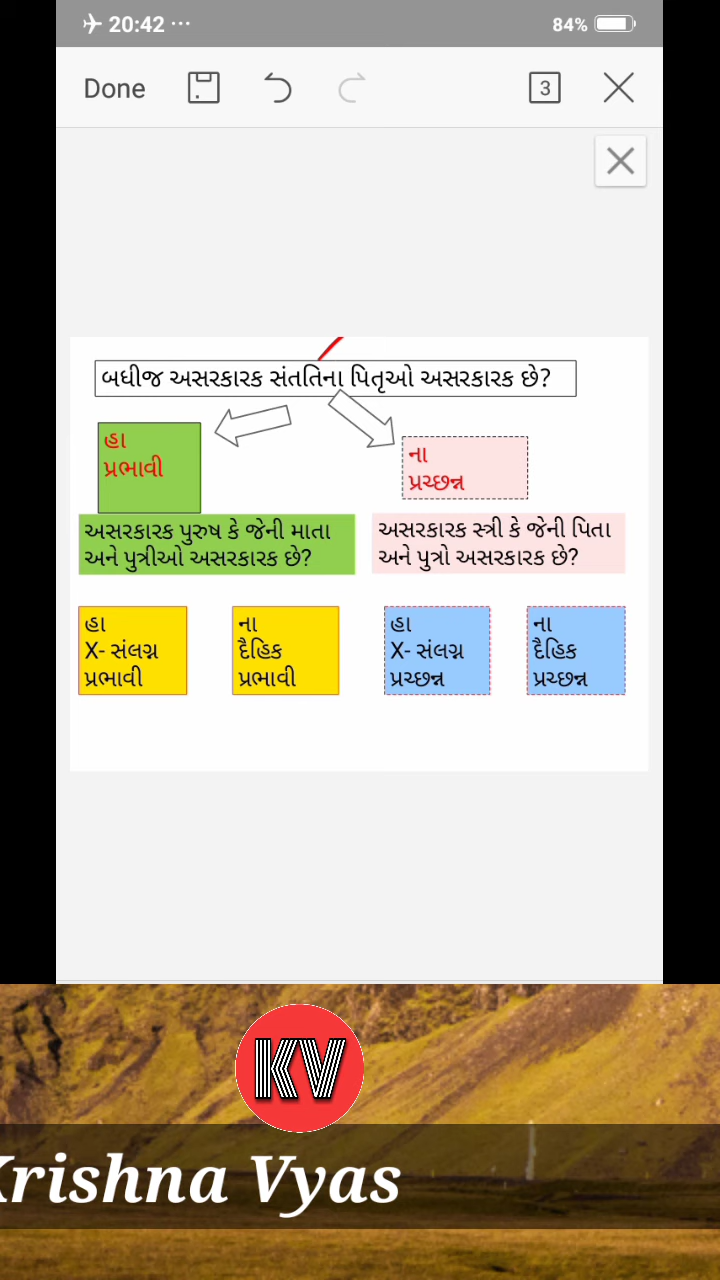 20:42 ...
84%
Done
3
બધીજ અસરકારક સંતતિના પિતૃઓ અસરકારક છે?
હા
પ્રભાવી
ના
પ્રચ્છન્ન
અસરકારક પુરુષ કે જેની માતા
અને પુત્રીઓ અસરકારક છે?
અસરકારક સ્ત્રી કે જેની પિતા
અને પુત્રો અસરકારક છે?
હા
X- સંલગ્ન
પ્રભાવી
ના
દૈહિક
પ્રભાવી
હા
X- સંલગ્ન
પ્રચ્છન્ન
ના
દૈહિક
પ્રચ્છન્ન
KV
Krishna Vyas